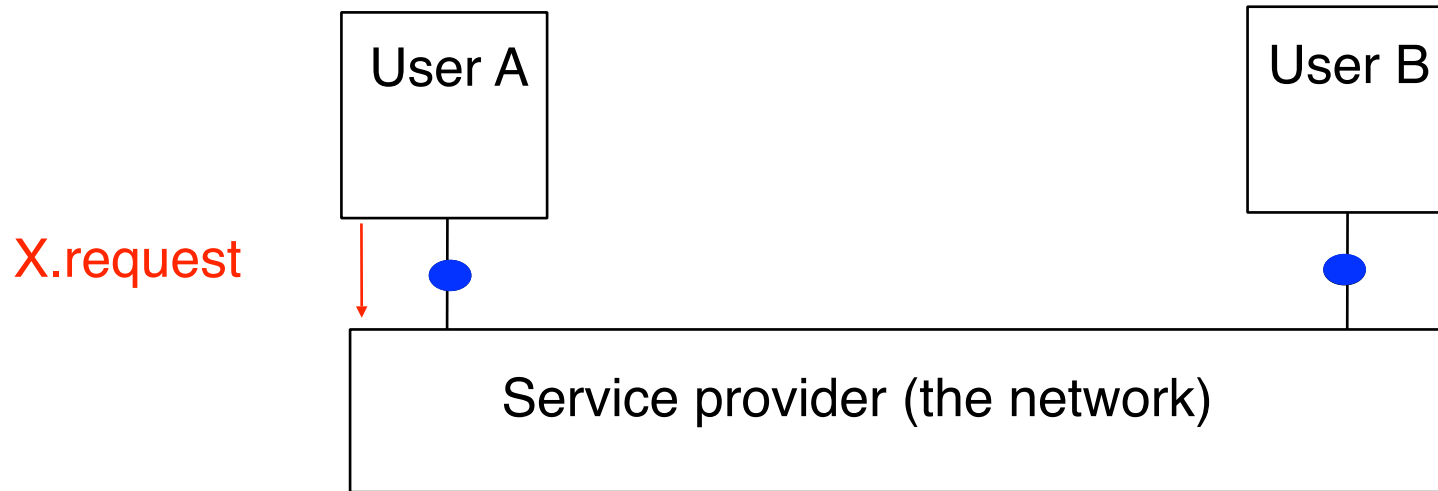 User A
User B
X.request
Service provider (the network)